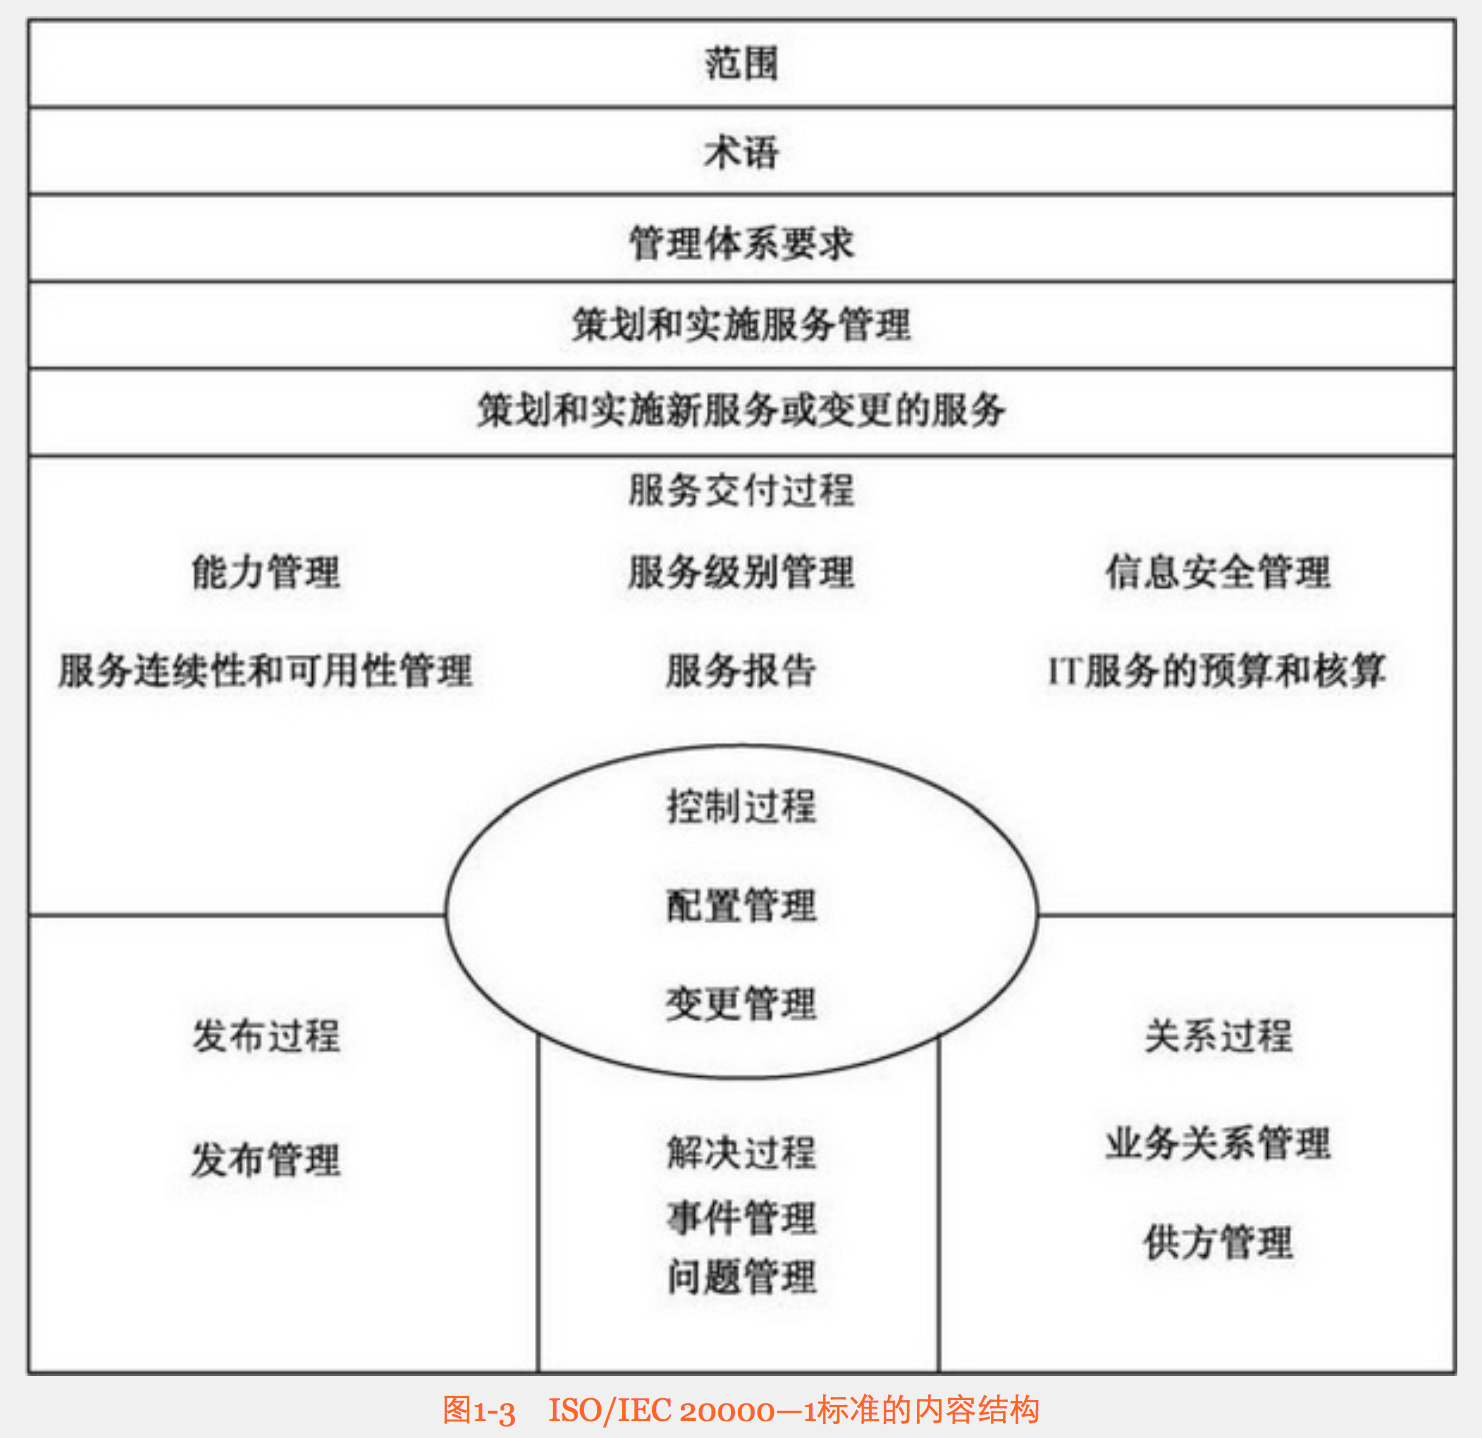 范围
术语
管理体系要求
策划和实施服务管理
策划和实施新服务或变更的服务
服务交付过程
能力管理 服务级别管理 信息安全管理
服务连续性和可用性管理 服务报告 IT服务的预算和核算
控制过程
配置管理
变更管理
发布过程
发布管理
解决过程
事件管理
问题管理
关系过程
业务关系管理
供方管理
图1-3 ISO/IEC 20000—1标准的内容结构